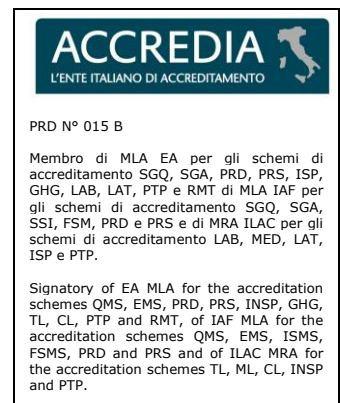 ACCREDIA
L'ENTE ITALIANO DI ACCREDITAMENTO
PRD N° 015 B
Membro di MLA EA per gli schemi di
accreditamento SGQ, SGA, PRD, PRS, ISP,
GHG, LAB, LAT, PTP e RMT di MLA IAF per
gli schemi di accreditamento SGQ, SGA,
SSI, FSM, PRD e PRS e di MRA ILAC per gli
schemi di accreditamento LAB, MED, LAT,
ISP e PTP.
Signatory of EA MLA for the accreditation
schemes QMS, EMS, PRD, PRS, INSP, GHG,
TL, CL, PTP and RMT, of IAF MLA for the
accreditation schemes QMS, EMS, ISMS,
FSMS, PRD and PRS and of ILAC MRA for
the accreditation schemes TL, ML, CL, INSP
and PTP.